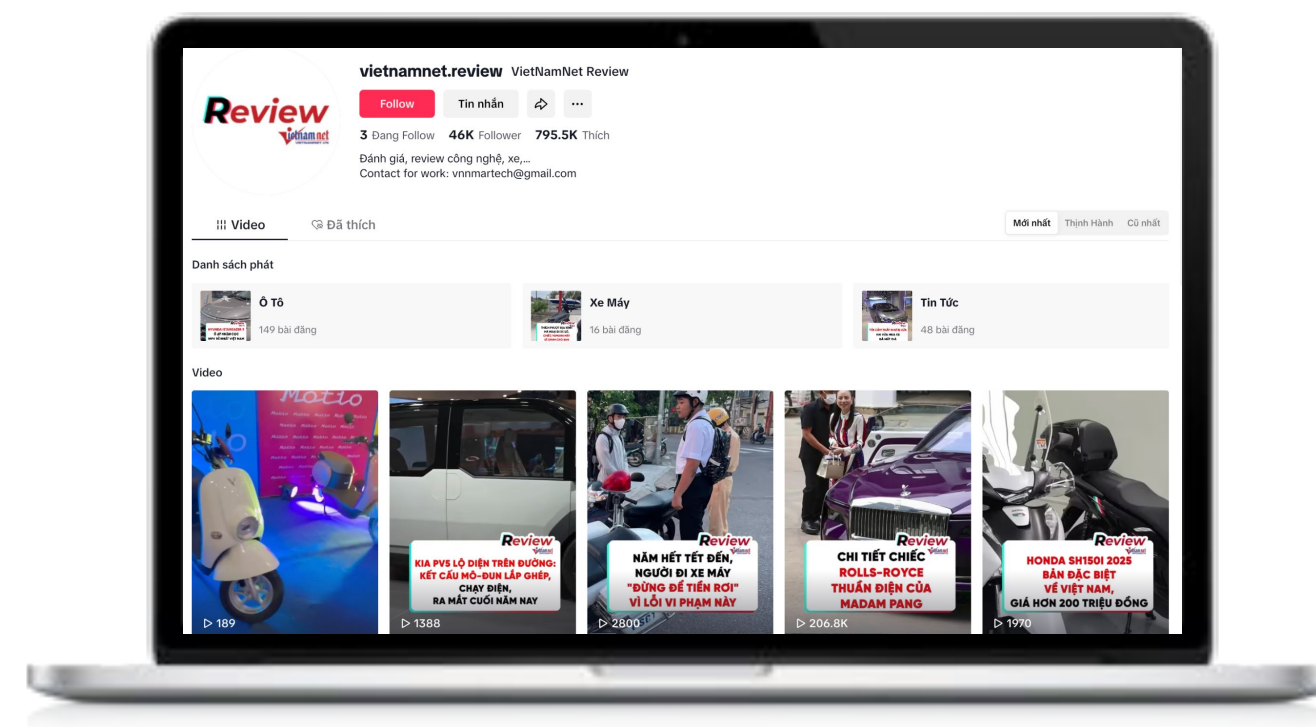 vietnamnet.review VietNamNet Review
Review
Vietnamnet
Follow Tin nhắn
3 Đang Follow 46K Follower 795.5K Thích
Đánh giá, review công nghệ, xe,...
Contact for work: vnnmartech@gmail.com
Video Đã thích
Mới nhất Thịnh Hành Cũ nhất
Danh sách phát
Ô Tô
149 bài đăng
Xe Máy
16 bài đăng
Tin Tức
48 bài đăng
Video
Motio
189
Review
KIA PV5 LỘ DIỆN TRÊN ĐƯỜNG:
KẾT CẤU MÔ-ĐUN LẮP GHÉP,
CHẠY ĐIỆN,
RA MẮT CUỐI NĂM NAY
1388
Review
NĂM HẾT TẾT ĐẾN,
NGƯỜI ĐI XE MÁY
"ĐỪNG ĐỂ TIỀN RƠI"
VÌ LỖI VI PHẠM NÀY
2800
Review
CHI TIẾT CHIẾC
ROLLS-ROYCE
THUẦN ĐIỆN CỦA
MADAM PANG
206.8K
Review
HONDA SH150I 2025
BẢN ĐẶC BIỆT
VỀ VIỆT NAM,
GIÁ HƠN 200 TRIỆU ĐỒNG
1970